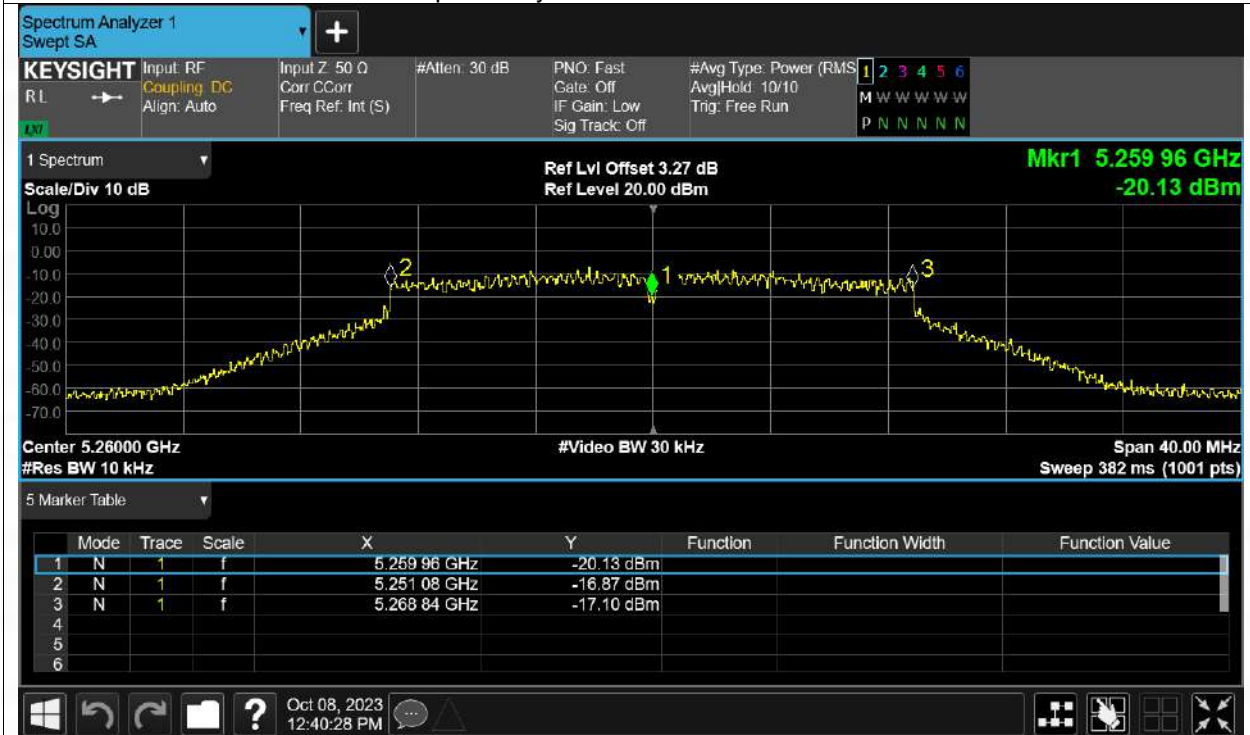 Spectrum Analyzer 1
Swept SA
+
KEYSIGHT Input: RF Input Z: 50 Ω #Atten: 30 dB PNO: Fast #Avg Type: Power (RMS 1 2 3 4 5 6
RL Coupling: DC Corr CCorr Gate: Off Avg|Hold: 10/10 M W W W W W
Align: Auto Freq Ref: Int (S) IF Gain: Low Trig: Free Run
LXI Sig Track: Off P N N N N N
1 Spectrum Ref Lvl Offset 3.27 dB Mkr1 5.259 96 GHz
Scale/Div 10 dB Ref Level 20.00 dBm -20.13 dBm
Log
10.0
0.00
-10.0 2 1 3
-20.0
-30.0
-40.0
-50.0
-60.0
-70.0
Center 5.26000 GHz #Video BW 30 kHz Span 40.00 MHz
#Res BW 10 kHz Sweep 382 ms (1001 pts)
5 Marker Table
Mode Trace Scale X Y Function Function Width Function Value
1 N 1 f 5.259 96 GHz -20.13 dBm
2 N 1 f 5.251 08 GHz -16.87 dBm
3 N 1 f 5.268 84 GHz -17.10 dBm
4
5
6
? Oct 08, 2023
12:40:28 PM